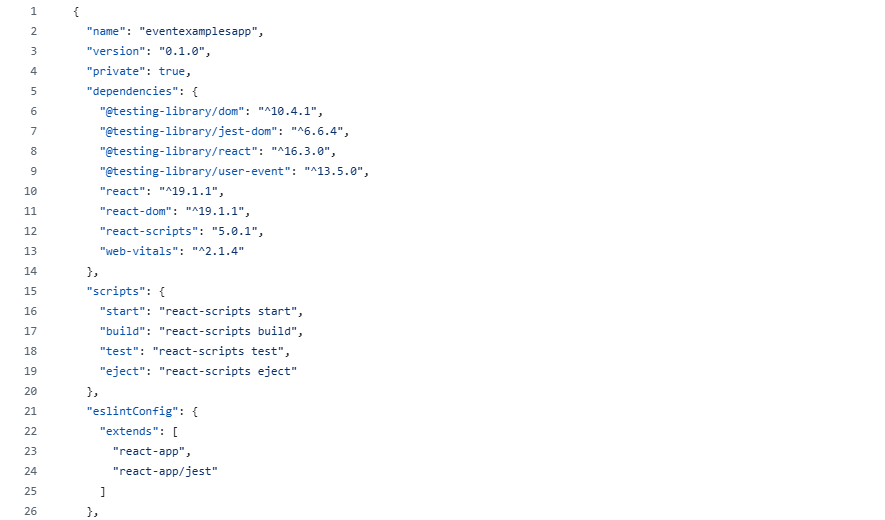 1 {
2 "name": "eventexamplesapp",
3 "version": "0.1.0",
4 "private": true,
5 "dependencies": {
6 "@testing-library/dom": "^10.4.1",
7 "@testing-library/jest-dom": "^6.6.4",
8 "@testing-library/react": "^16.3.0",
9 "@testing-library/user-event": "^13.5.0",
10 "react": "^19.1.1",
11 "react-dom": "^19.1.1",
12 "react-scripts": "5.0.1",
13 "web-vitals": "^2.1.4"
14 },
15 "scripts": {
16 "start": "react-scripts start",
17 "build": "react-scripts build",
18 "test": "react-scripts test",
19 "eject": "react-scripts eject"
20 },
21 "eslintConfig": {
22 "extends": [
23 "react-app",
24 "react-app/jest"
25 ]
26 },